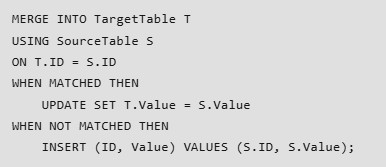 MERGE INTO TargetTable T
USING SourceTable S
ON T.ID = S.ID
WHEN MATCHED THEN
    UPDATE SET T.Value = S.Value
WHEN NOT MATCHED THEN
    INSERT (ID, Value) VALUES (S.ID, S.Value);